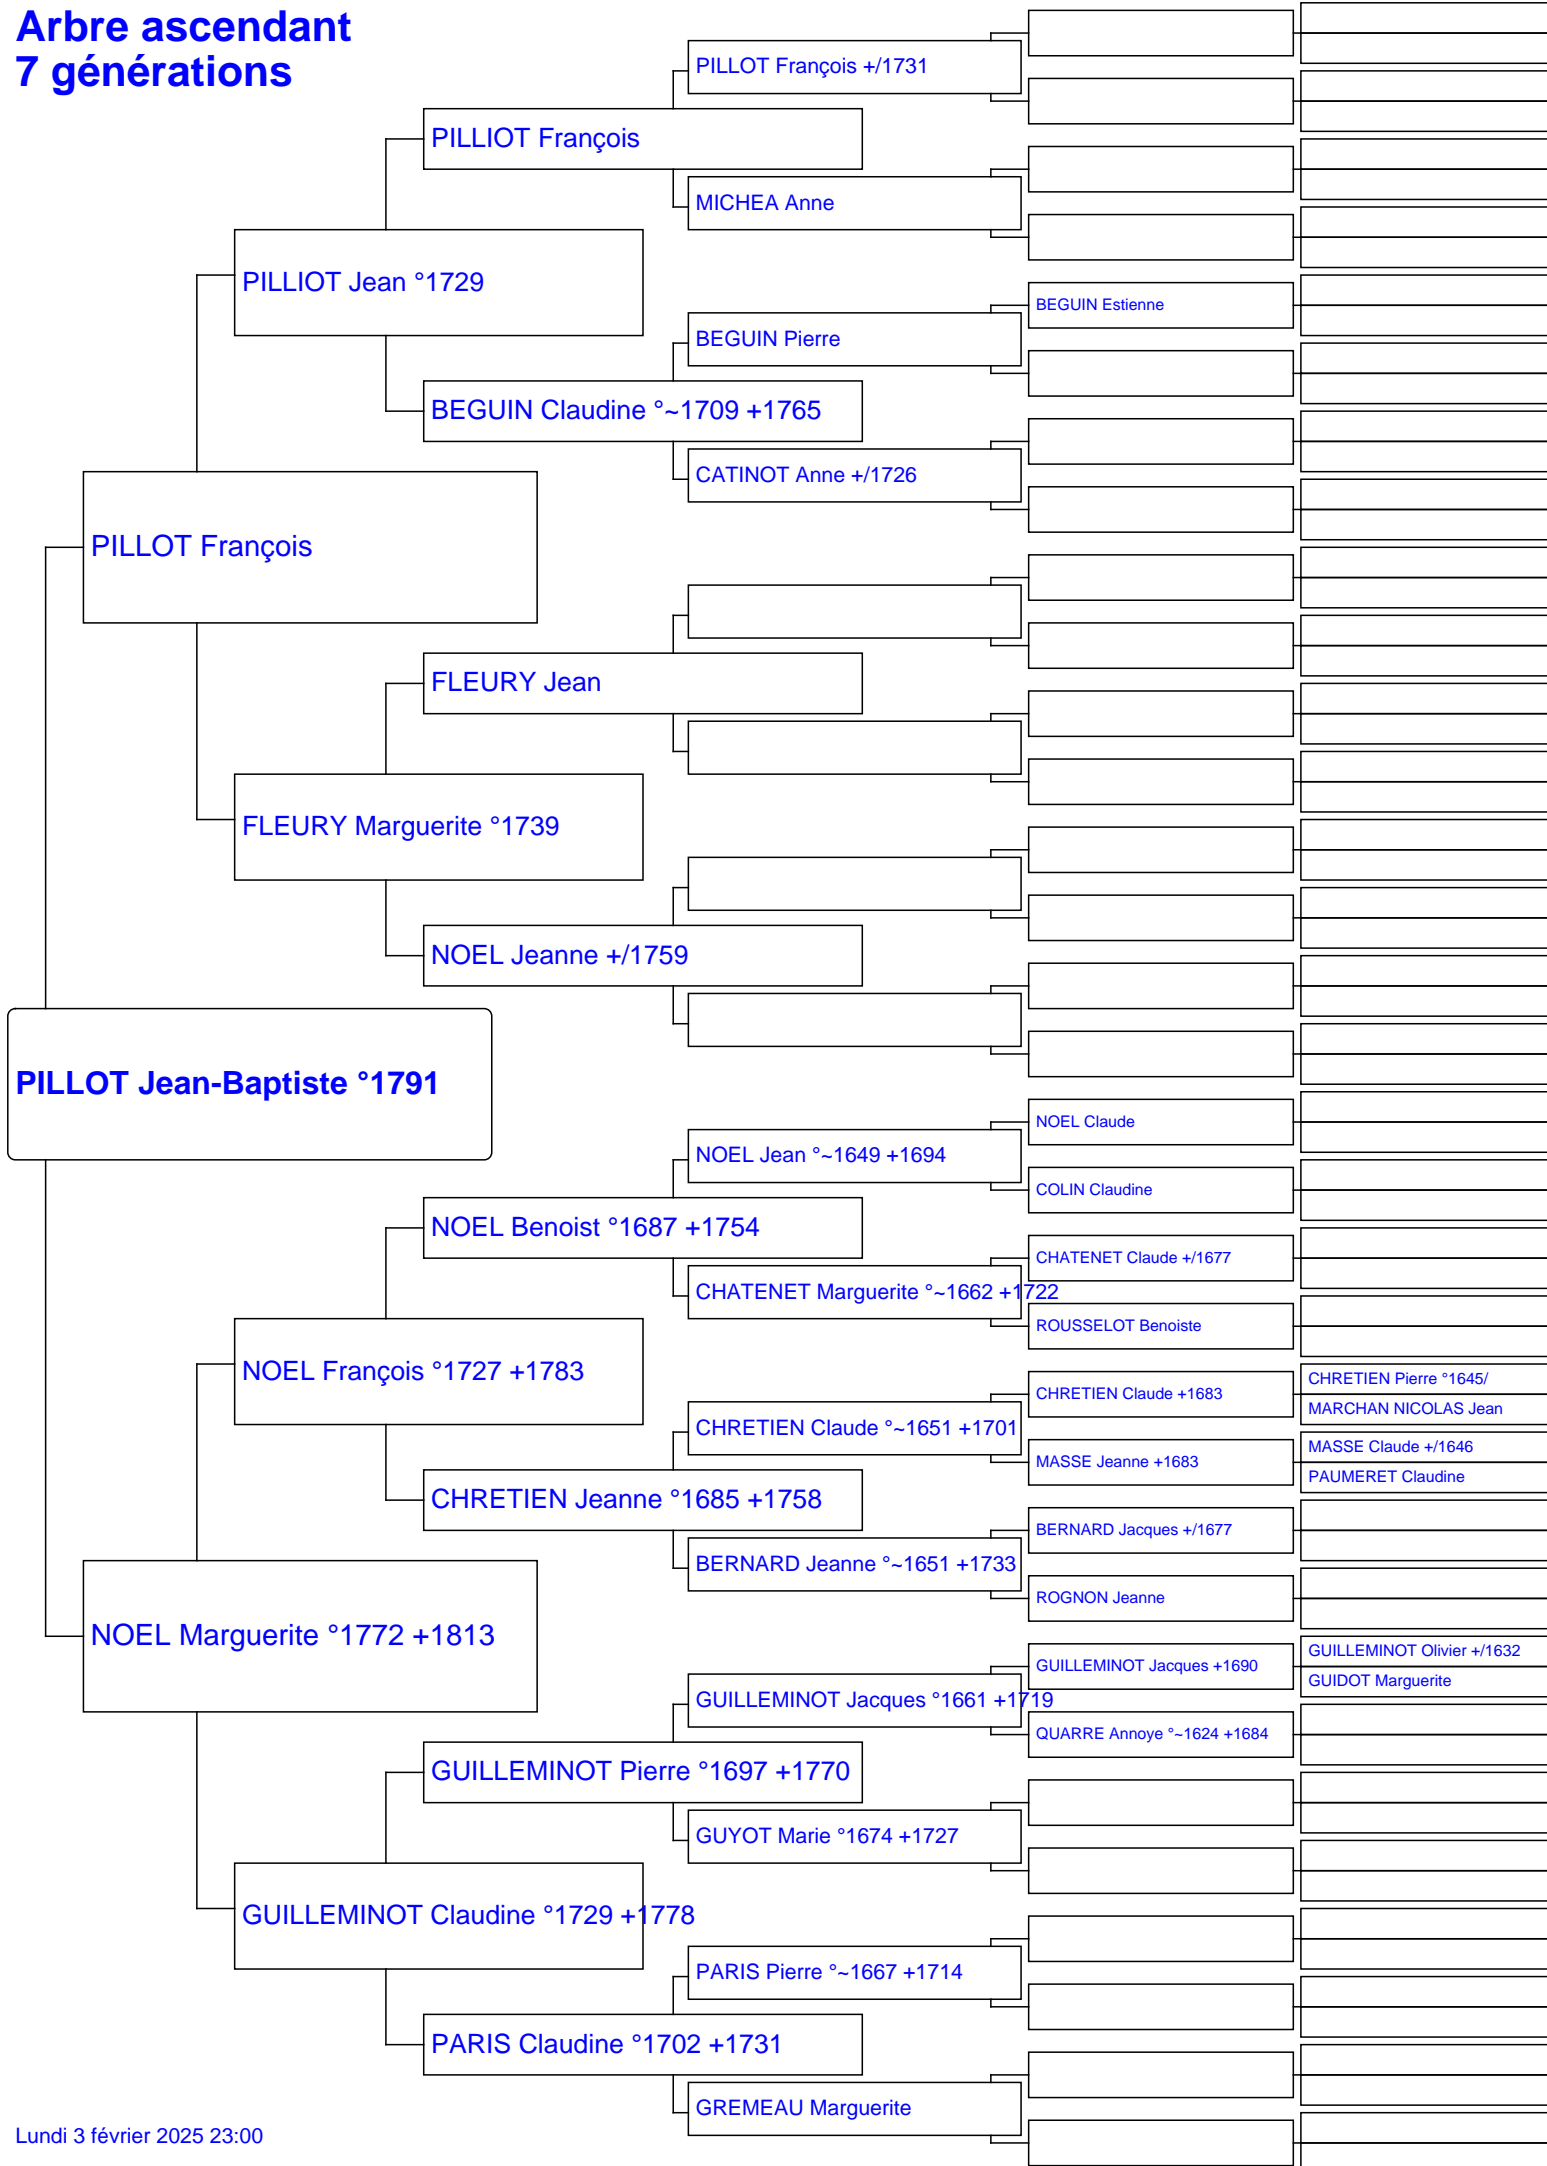 Arbre ascendant
7 générations
PILLOT François +/1731
PILLIOT François
MICHEA Anne
PILLIOT Jean °1729
BEGUIN Estienne
BEGUIN Pierre
BEGUIN Claudine °~1709 +1765
CATINOT Anne +/1726
PILLOT François
FLEURY Jean
FLEURY Marguerite °1739
NOEL Jeanne +/1759
PILLOT Jean-Baptiste °1791
NOEL Claude
NOEL Jean °~1649 +1694
COLIN Claudine
NOEL Benoist °1687 +1754
CHATENET Claude +/1677
CHATENET Marguerite °~1662 +1722
ROUSSELOT Benoiste
NOEL François °1727 +1783
CHRETIEN Pierre °1645/
CHRETIEN Claude +1683
MARCHAN NICOLAS Jean
CHRETIEN Claude °~1651 +1701
MASSE Claude +/1646
MASSE Jeanne +1683
PAUMERET Claudine
CHRETIEN Jeanne °1685 +1758
BERNARD Jacques +/1677
BERNARD Jeanne °~1651 +1733
ROGNON Jeanne
NOEL Marguerite °1772 +1813
GUILLEMINOT Olivier +/1632
GUILLEMINOT Jacques +1690
GUIDOT Marguerite
GUILLEMINOT Jacques °1661 +1719
QUARRE Annoye °~1624 +1684
GUILLEMINOT Pierre °1697 +1770
GUYOT Marie °1674 +1727
GUILLEMINOT Claudine °1729 +1778
PARIS Pierre °~1667 +1714
PARIS Claudine °1702 +1731
GREMEAU Marguerite
Lundi 3 février 2025 23:00